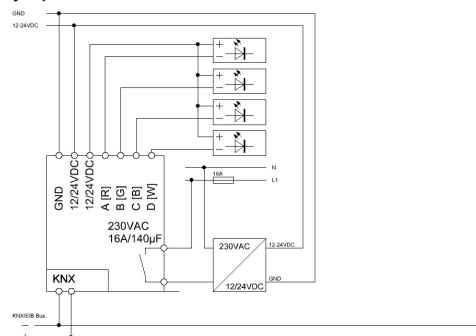 GND
12-24VDC
+
−
+
−
+
−
+
−
N
16A
L1
GND
12/24VDC
12/24VDC
A [R]
B [G]
C [B]
D [W]
230VAC
16A/140µF
230VAC
12-24VDC
GND
12/24VDC
KNX
KNX/EIB Bus